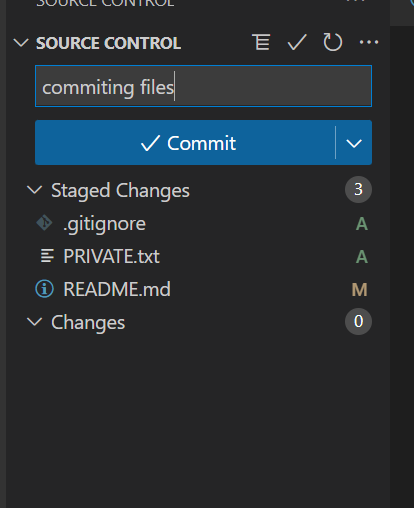 SOURCE CONTROL
SOURCE CONTROL
commiting files
Commit
Staged Changes 3
.gitignore A
PRIVATE.txt A
README.md M
Changes 0